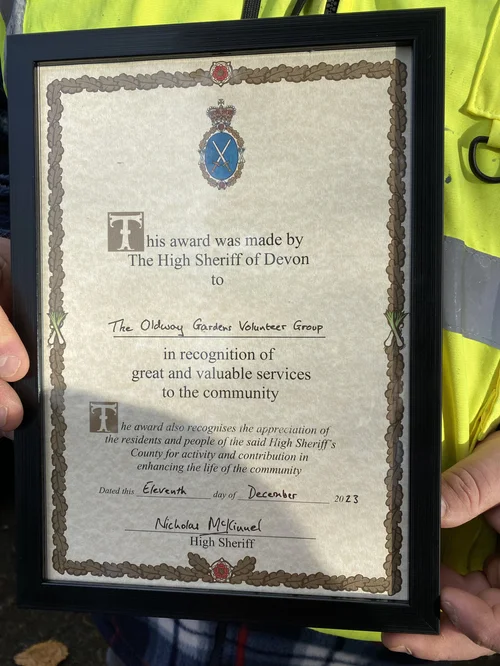 This award was made by
The High Sheriff of Devon
to
The Oldway Gardens Volunteer Group
in recognition of
great and valuable services
to the community
The award also recognises the appreciation of
the residents and people of the said High Sheriff's
County for activity and contribution in
enhancing the life of the community
Dated this Eleventh day of December 2023
Nicholas McKinnel
High Sheriff